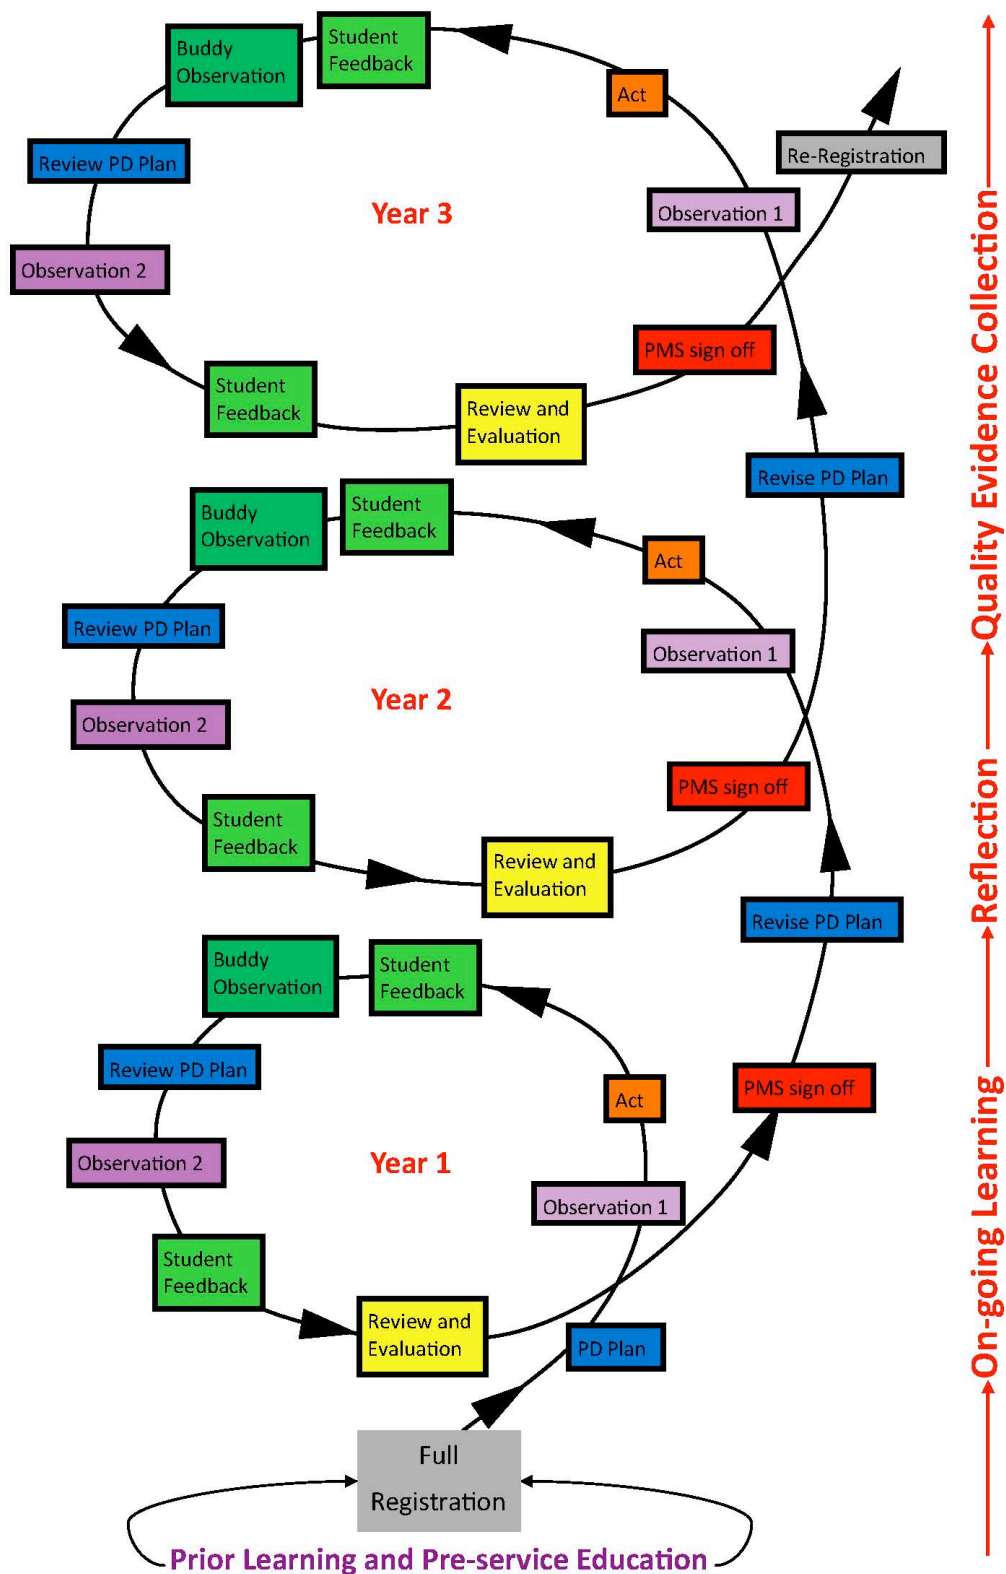 Student
Feedback
Buddy
Observation
Act
Re-Registration
Review PD Plan
Year 3
Observation 1
Observation 2
PMS sign off
Student
Feedback
Review and
Evaluation
Revise PD Plan
Student
Feedback
Buddy
Observation
Act
Review PD Plan
Observation 1
Year 2
Observation 2
PMS sign off
Student
Feedback
Review and
Evaluation
Revise PD Plan
Buddy
Observation
Student
Feedback
Review PD Plan
Act
PMS sign off
Year 1
Observation 2
Observation 1
Student
Feedback
Review and
Evaluation
PD Plan
Full
Registration
Prior Learning and Pre-service Education
On-going Learning
Reflection
Quality Evidence Collection